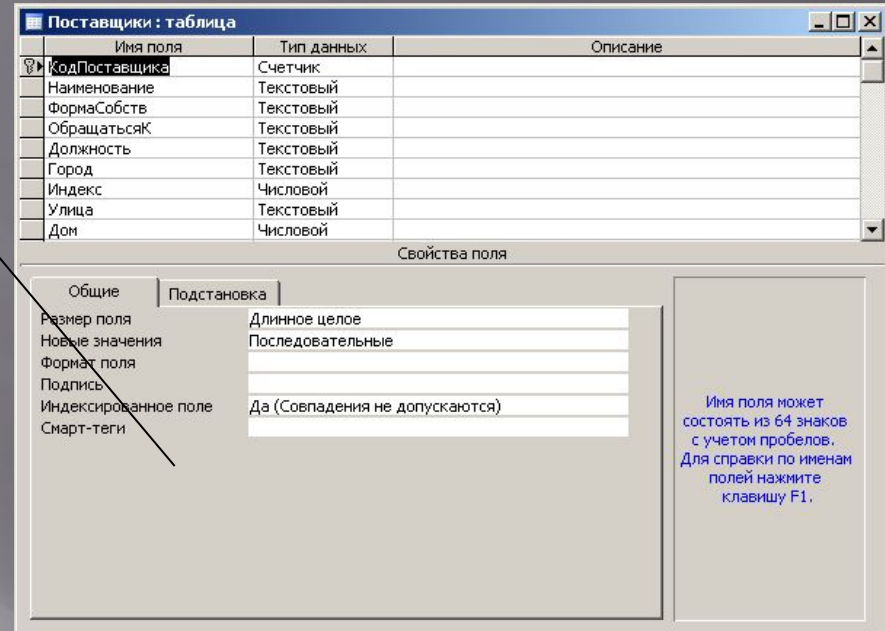 Поставщики : таблица
Имя поля Тип данных Описание
КодПоставщика Счетчик
Наименование Текстовый
ФормаСобств Текстовый
ОбращатьсяК Текстовый
Должность Текстовый
Город Текстовый
Индекс Числовой
Улица Текстовый
Дом Числовой
Свойства поля
Общие Подстановка
Размер поля Длинное целое
Новые значения Последовательные
Формат поля
Подпись
Индексированное поле Да (Совпадения не допускаются)
Смарт-теги
Имя поля может
состоять из 64 знаков
с учетом пробелов.
Для справки по именам
полей нажмите
клавишу F1.